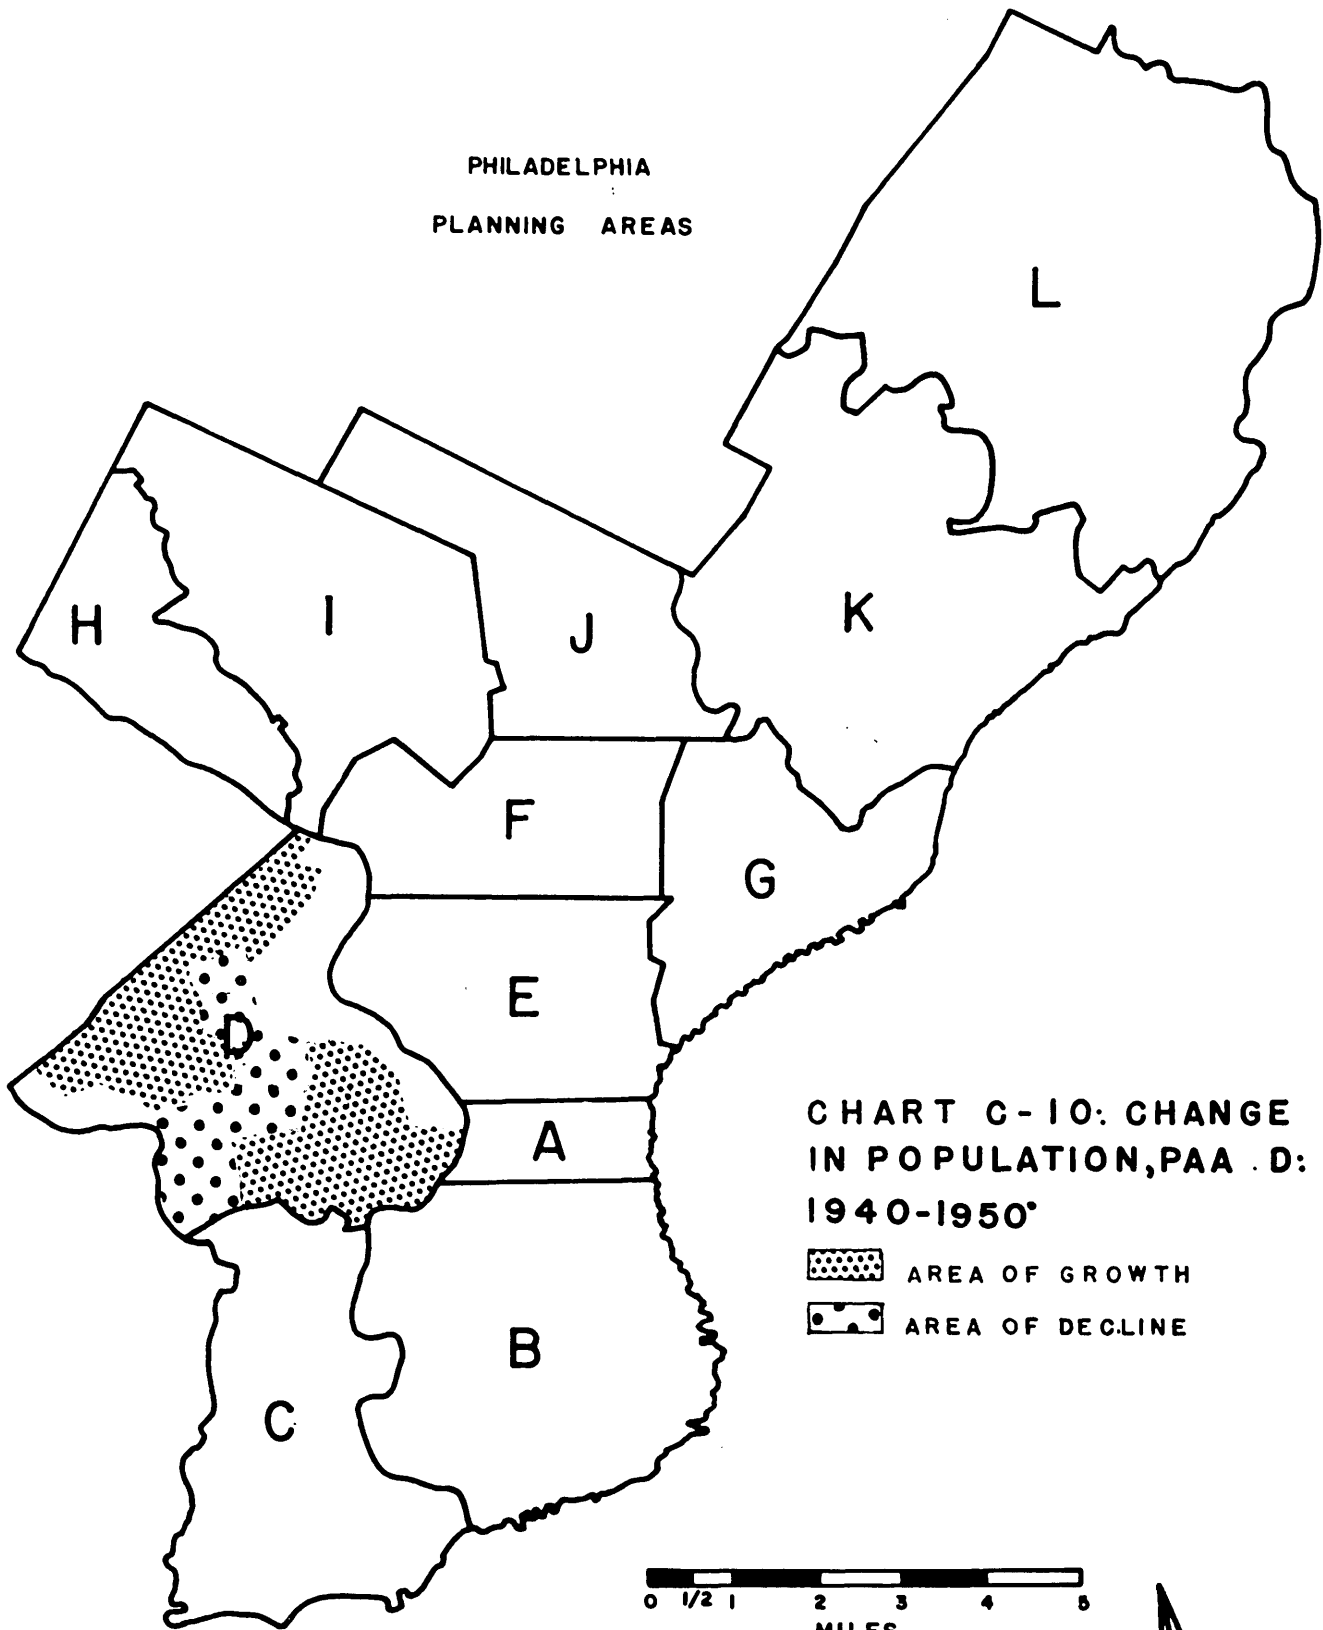 PHILADELPHIA
PLANNING AREAS
L
H
I
J
K
F
G
D
E
A
CHART C-10: CHANGE
IN POPULATION, PAA . D:
1940-1950°
AREA OF GROWTH
AREA OF DECLINE
B
C
0 1/2 1 2 3 4 5
MILES